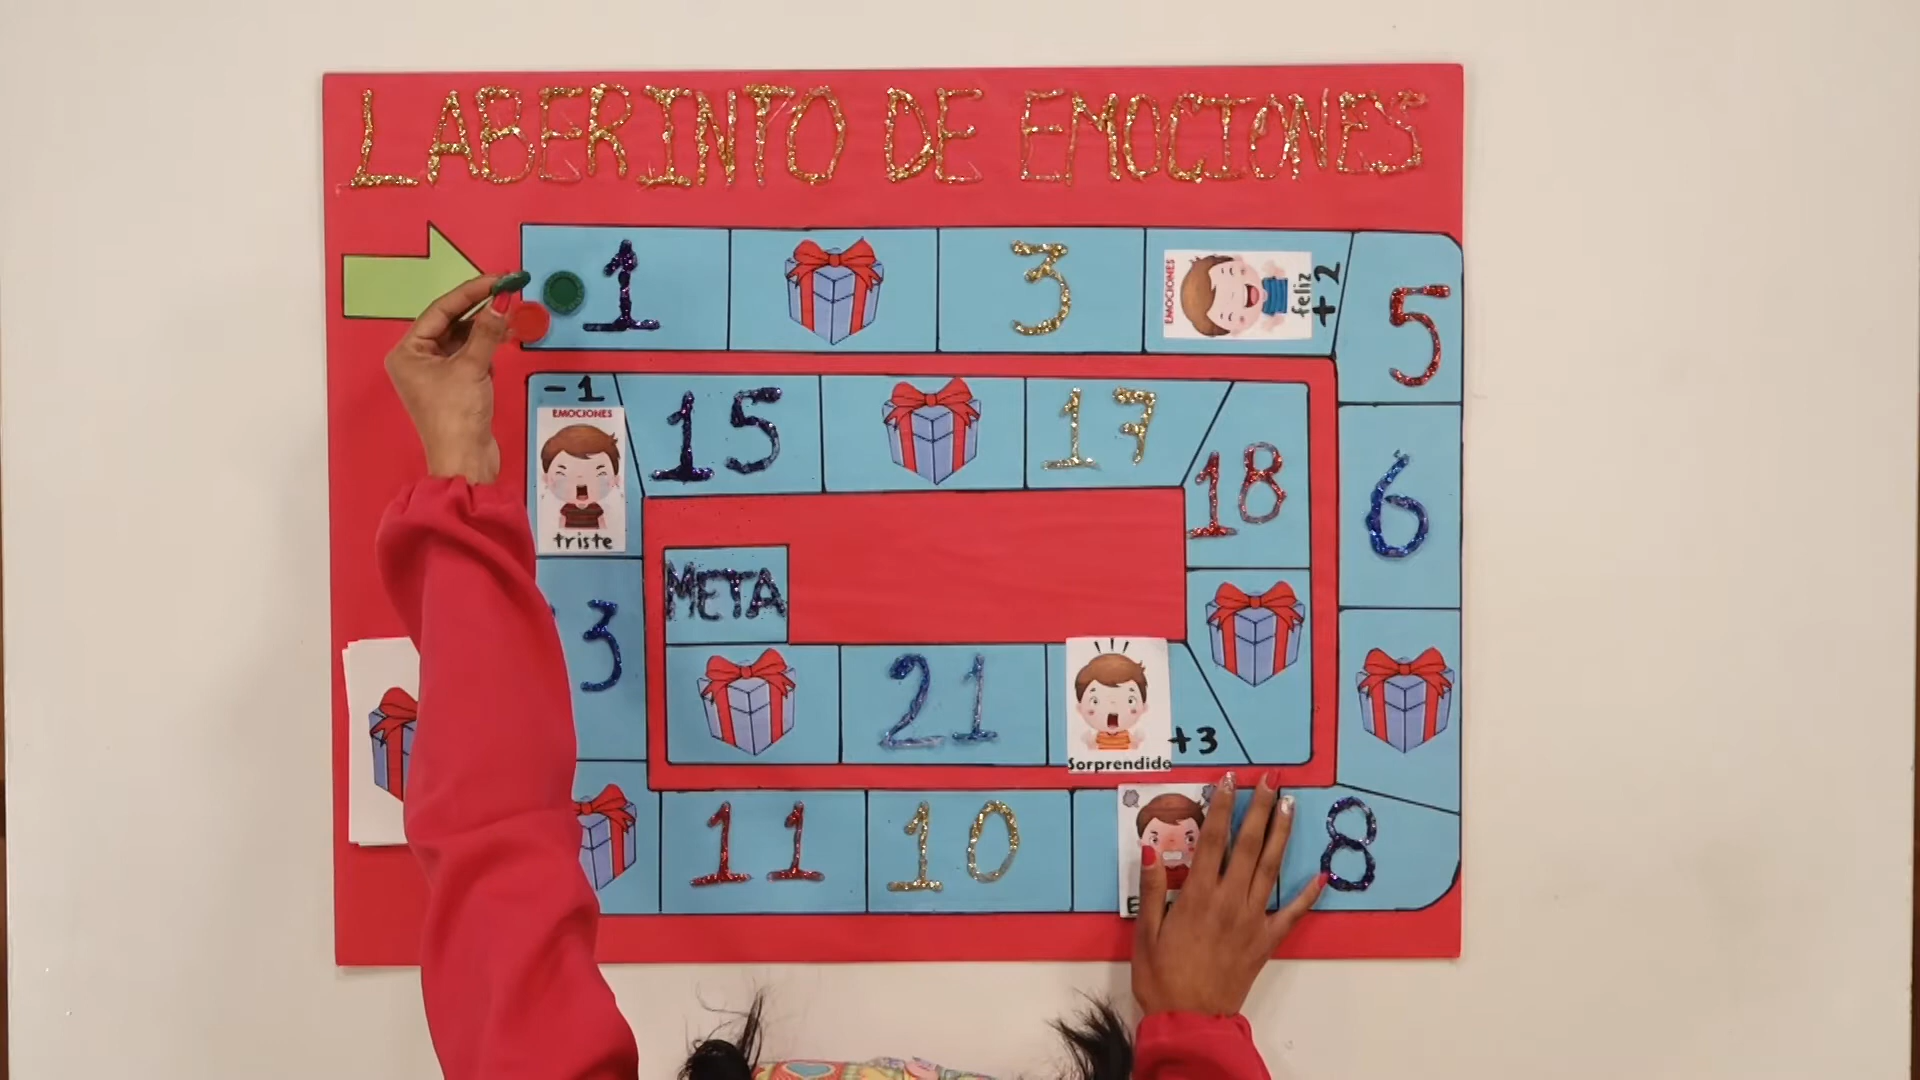 LABERINTO DE EMOCIONES
1
3
EMOCIONES
feliz
+2
5
-1
EMOCIONES
triste
15
17
18
6
META
3
21
Sorprendido
+3
11
10
8